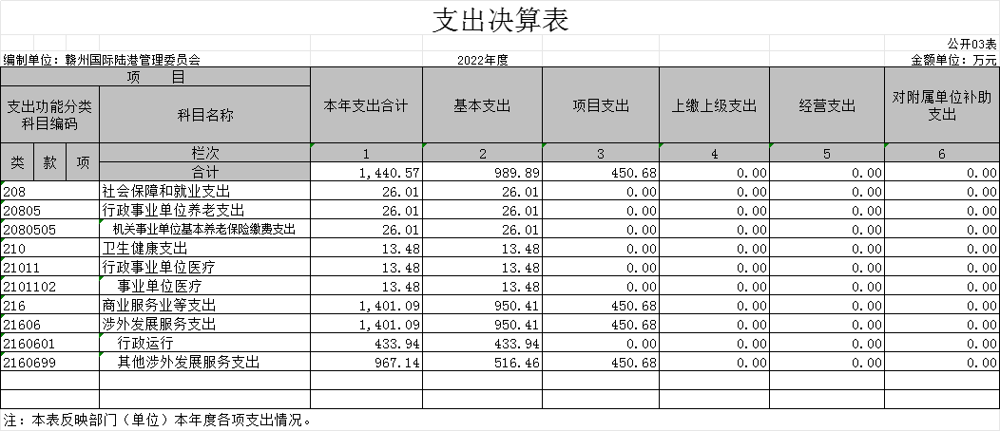 支出决算表
公开03表
编制单位：赣州国际陆港管理委员会 2022年度 金额单位：万元
项 目 本年支出合计 基本支出 项目支出 上缴上级支出 经营支出 对附属单位补助支出
支出功能分类科目编码 科目名称
类 款 项 栏次 1 2 3 4 5 6
合计 1,440.57 989.89 450.68 0.00 0.00 0.00
208 社会保障和就业支出 26.01 26.01 0.00 0.00 0.00 0.00
20805 行政事业单位养老支出 26.01 26.01 0.00 0.00 0.00 0.00
2080505 机关事业单位基本养老保险缴费支出 26.01 26.01 0.00 0.00 0.00 0.00
210 卫生健康支出 13.48 13.48 0.00 0.00 0.00 0.00
21011 行政事业单位医疗 13.48 13.48 0.00 0.00 0.00 0.00
2101102 事业单位医疗 13.48 13.48 0.00 0.00 0.00 0.00
216 商业服务业等支出 1,401.09 950.41 450.68 0.00 0.00 0.00
21606 涉外发展服务支出 1,401.09 950.41 450.68 0.00 0.00 0.00
2160601 行政运行 433.94 433.94 0.00 0.00 0.00 0.00
2160699 其他涉外发展服务支出 967.14 516.46 450.68 0.00 0.00 0.00
注：本表反映部门（单位）本年度各项支出情况。